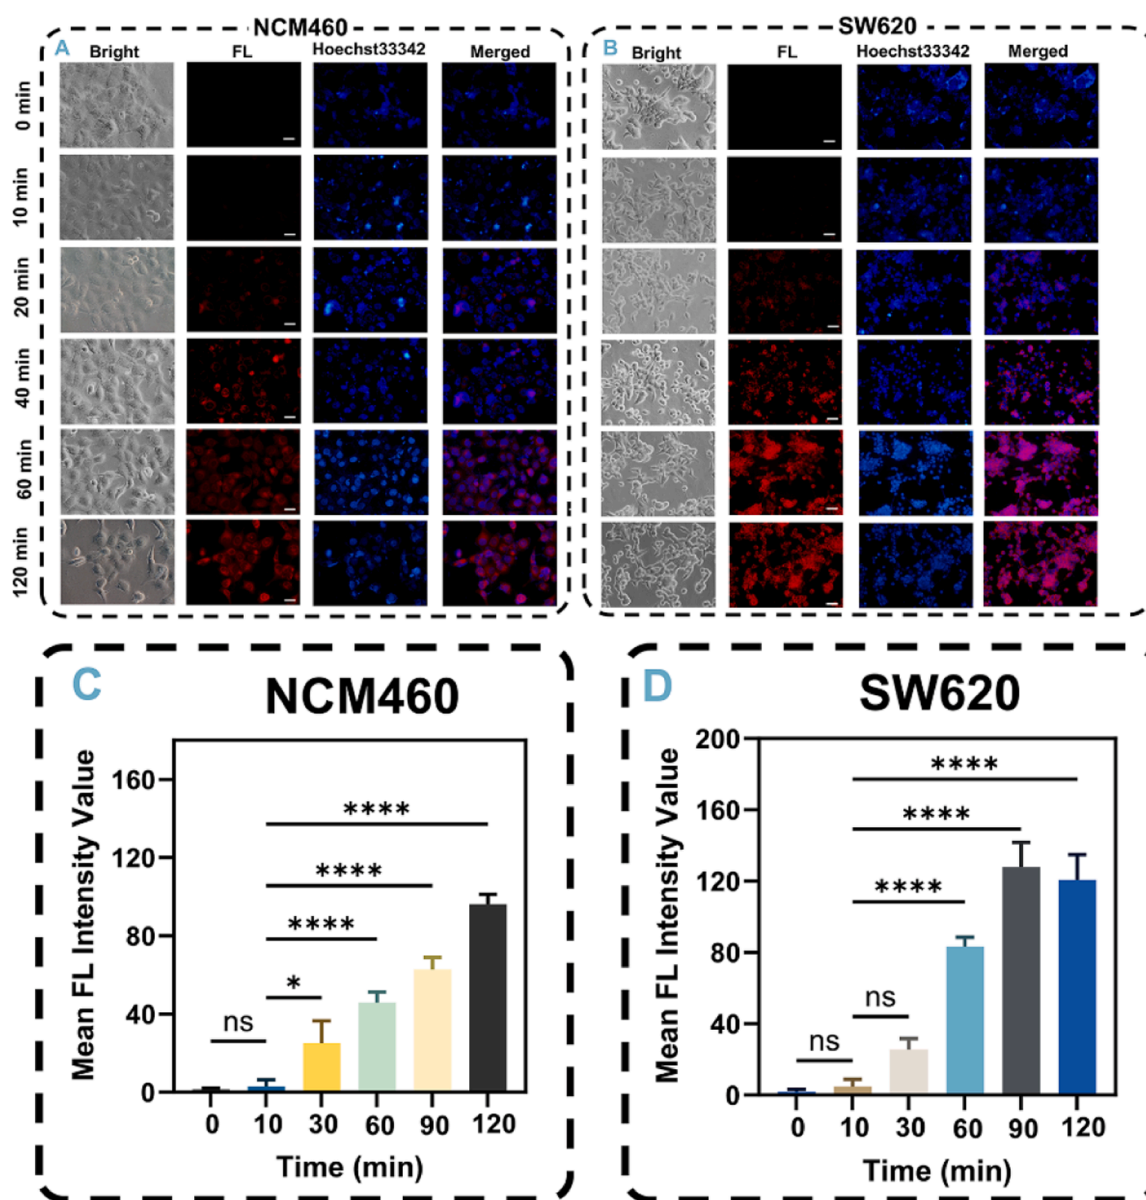 NCM460
A
Bright FL Hoechst33342 Merged
0 min
10 min
20 min
40 min
60 min
120 min
SW620
B
Bright FL Hoechst33342 Merged
C
NCM460
Mean FL Intensity Value
160
120
80
40
0
ns
*
****
****
****
0 10 30 60 90 120
Time (min)
D
SW620
Mean FL Intensity Value
200
160
120
80
40
0
ns
ns
****
****
****
0 10 30 60 90 120
Time (min)